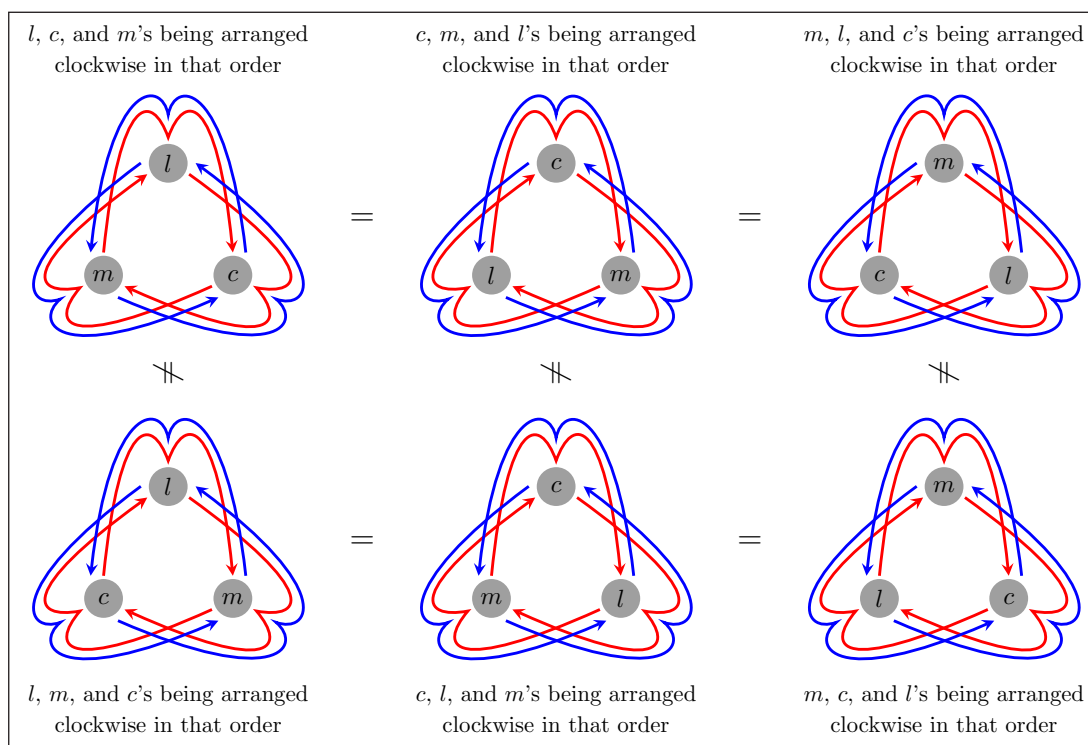 l, c, and m's being arranged
clockwise in that order
c, m, and l's being arranged
clockwise in that order
m, l, and c's being arranged
clockwise in that order
l
m
c
=
c
l
m
=
m
c
l
≠
≠
≠
l
c
m
=
c
m
l
=
m
l
c
l, m, and c's being arranged
clockwise in that order
c, l, and m's being arranged
clockwise in that order
m, c, and l's being arranged
clockwise in that order